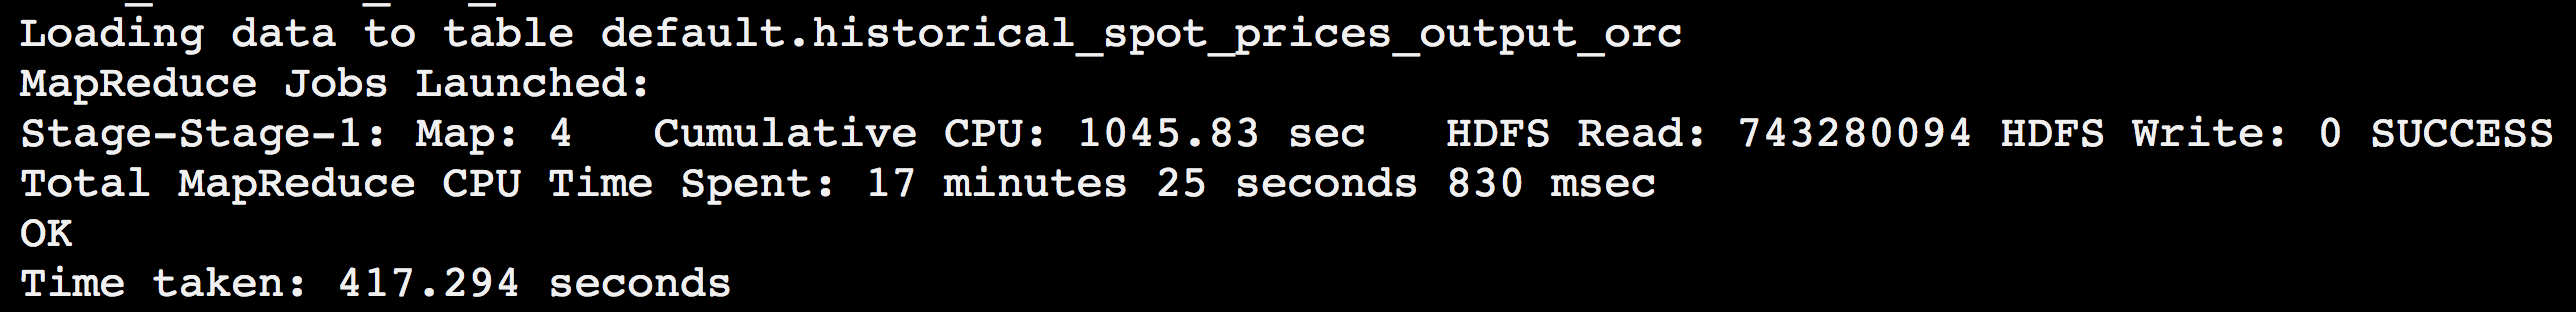 Loading data to table default.historical_spot_prices_output_orc
MapReduce Jobs Launched:
Stage-Stage-1: Map: 4   Cumulative CPU: 1045.83 sec   HDFS Read: 743280094 HDFS Write: 0 SUCCESS
Total MapReduce CPU Time Spent: 17 minutes 25 seconds 830 msec
OK
Time taken: 417.294 seconds